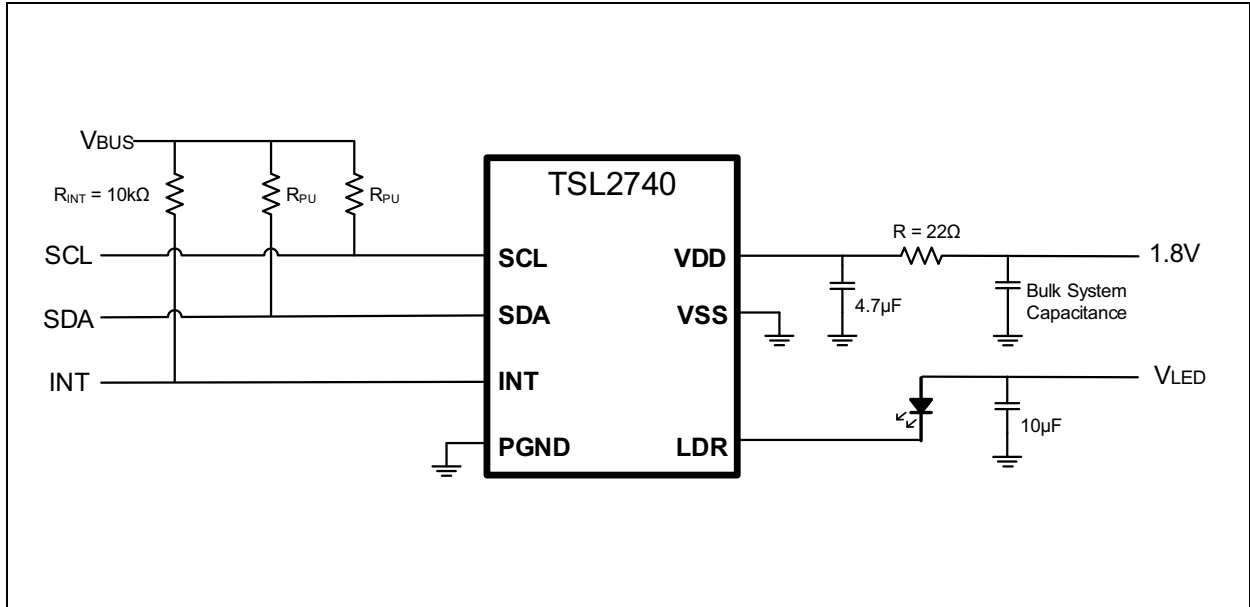 VBUS
TSL2740
RINT = 10kΩ
RPU
RPU
R = 22Ω
SCL
SCL
VDD
1.8V
4.7µF
Bulk System
Capacitance
SDA
SDA
VSS
INT
INT
VLED
10µF
PGND
LDR